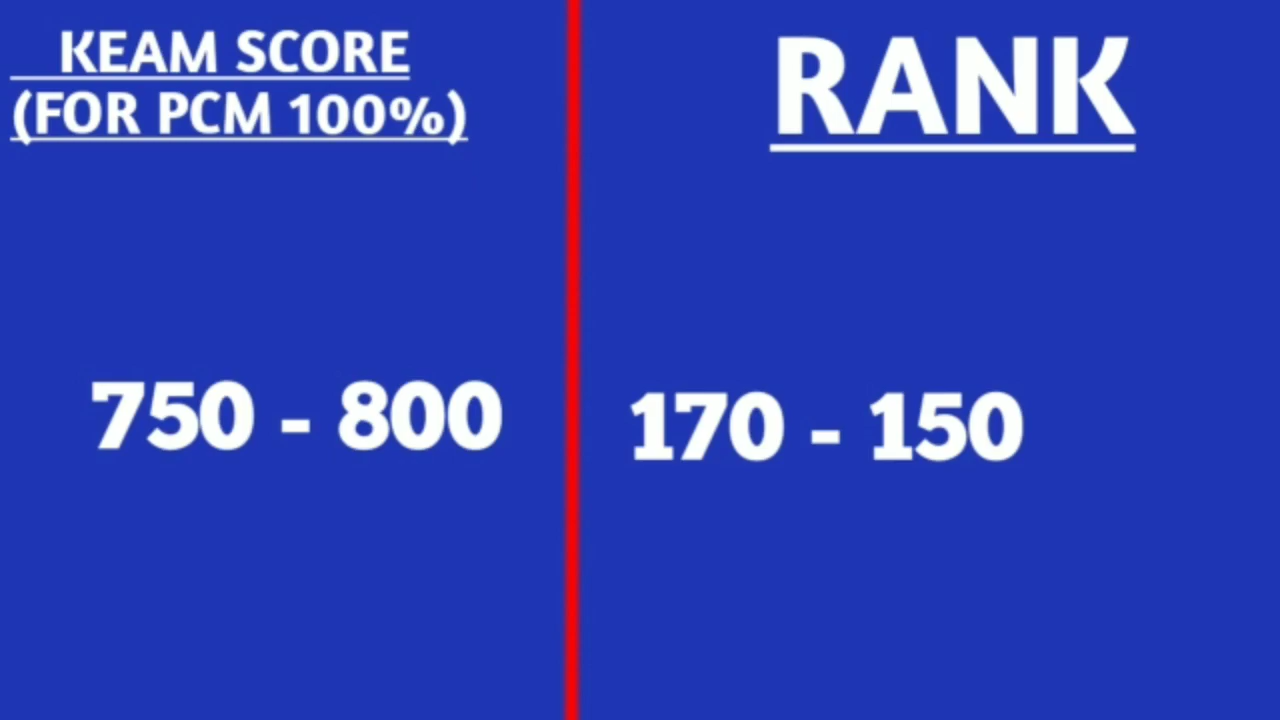 KEAM SCORE
(FOR PCM 100%)
RANK
750 - 800
170 - 150